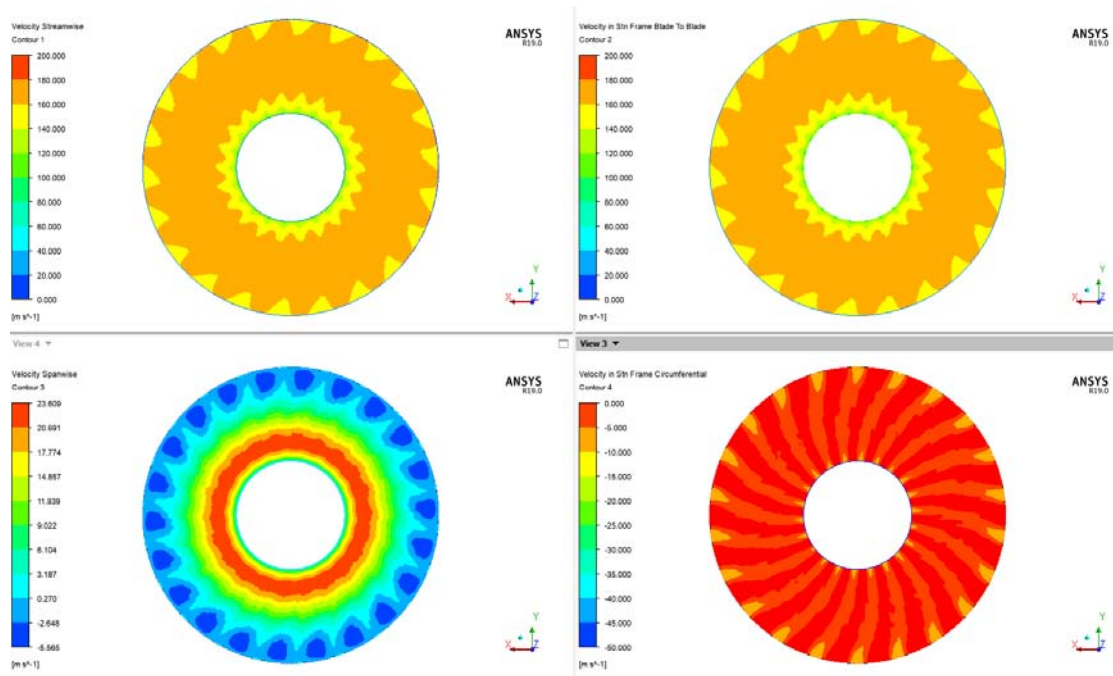 Velocity Streamwise
Contour 1
200.000
180.000
160.000
140.000
120.000
100.000
80.000
60.000
40.000
20.000
0.000
[m s^-1]
ANSYS
R19.0
Y
X
Z
Velocity in Stn Frame Blade To Blade
Contour 2
200.000
180.000
160.000
140.000
120.000
100.000
80.000
60.000
40.000
20.000
0.000
[m s^-1]
ANSYS
R19.0
Y
X
Z
View 4
Velocity Spanwise
Contour 3
23.609
20.691
17.774
14.857
11.939
9.022
6.104
3.187
0.270
-2.648
-5.565
[m s^-1]
ANSYS
R19.0
Y
X
Z
View 3
Velocity in Stn Frame Circumferential
Contour 4
0.000
-5.000
-10.000
-15.000
-20.000
-25.000
-30.000
-35.000
-40.000
-45.000
-50.000
[m s^-1]
ANSYS
R19.0
Y
X
Z